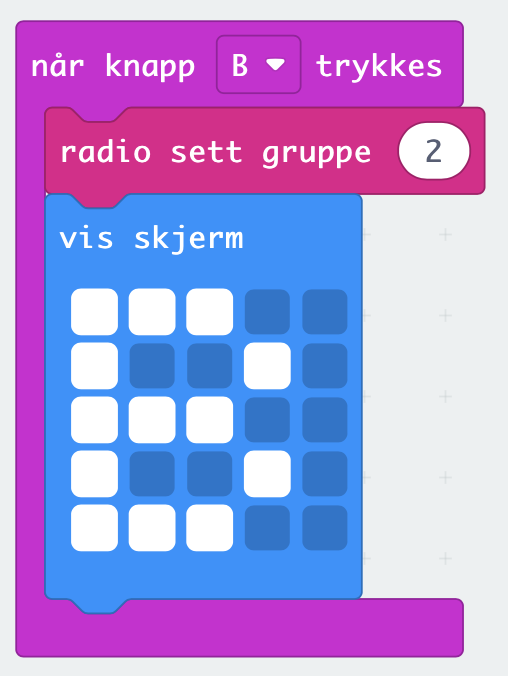 når knapp B trykkes
radio sett gruppe 2
vis skjerm